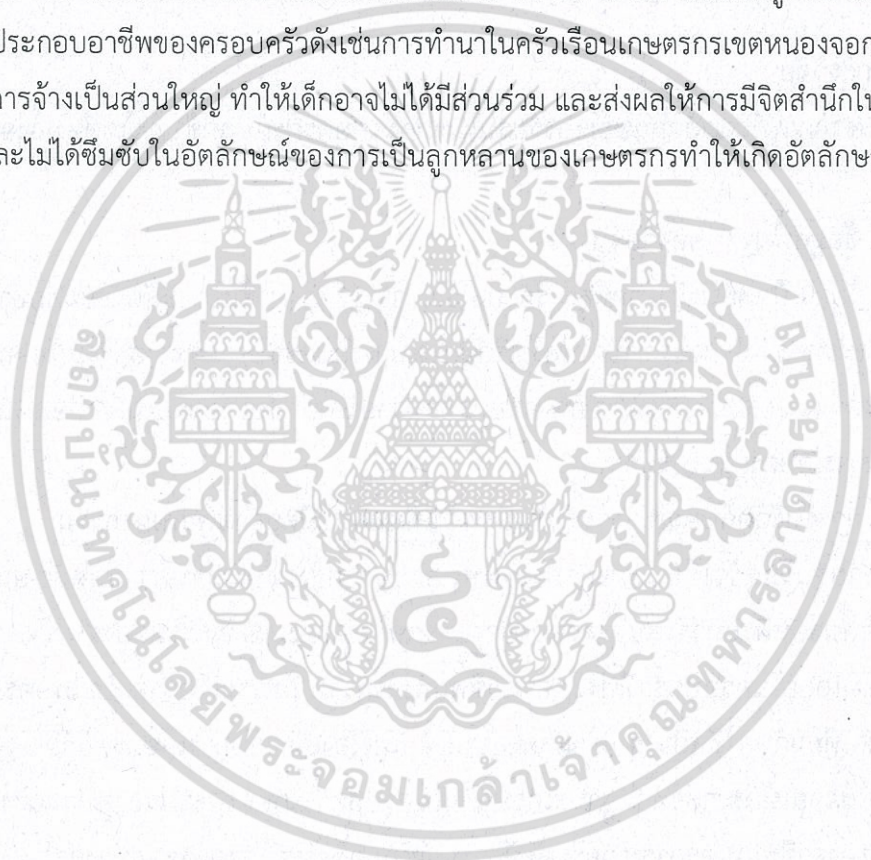 ประกอบอาชีพของครอบครัวดังเช่นการทำนาในครัวเรือนเกษตรกรเขตหนองจอก
การจ้างเป็นส่วนใหญ่ ทำให้เด็กอาจไม่ได้มีส่วนร่วม และส่งผลให้การมีจิตสำนึกใน
ละไม่ได้ซึมซับในอัตลักษณ์ของการเป็นลูกหลานของเกษตรกรทำให้เกิดอัตลักษ
สถาบันเทคโนโลยีพระจอมเกล้าเจ้าคุณทหารลาดกระบัง
๔